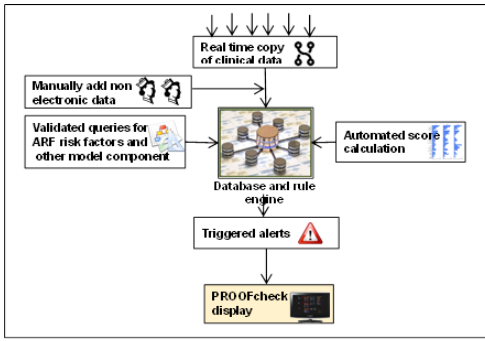 Real time copy
of clinical data
Manually add non
electronic data
Validated queries for
ARF risk factors and
other model component
Automated score
calculation
Database and rule
engine
Triggered alerts
PROOFcheck
display